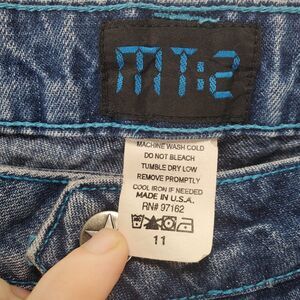 MT:2
MACHINE WASH COLD
DO NOT BLEACH
TUMBLE DRY LOW
REMOVE PROMPTLY
COOL IRON IF NEEDED
MADE IN U.S.A.
RN# 97162
11